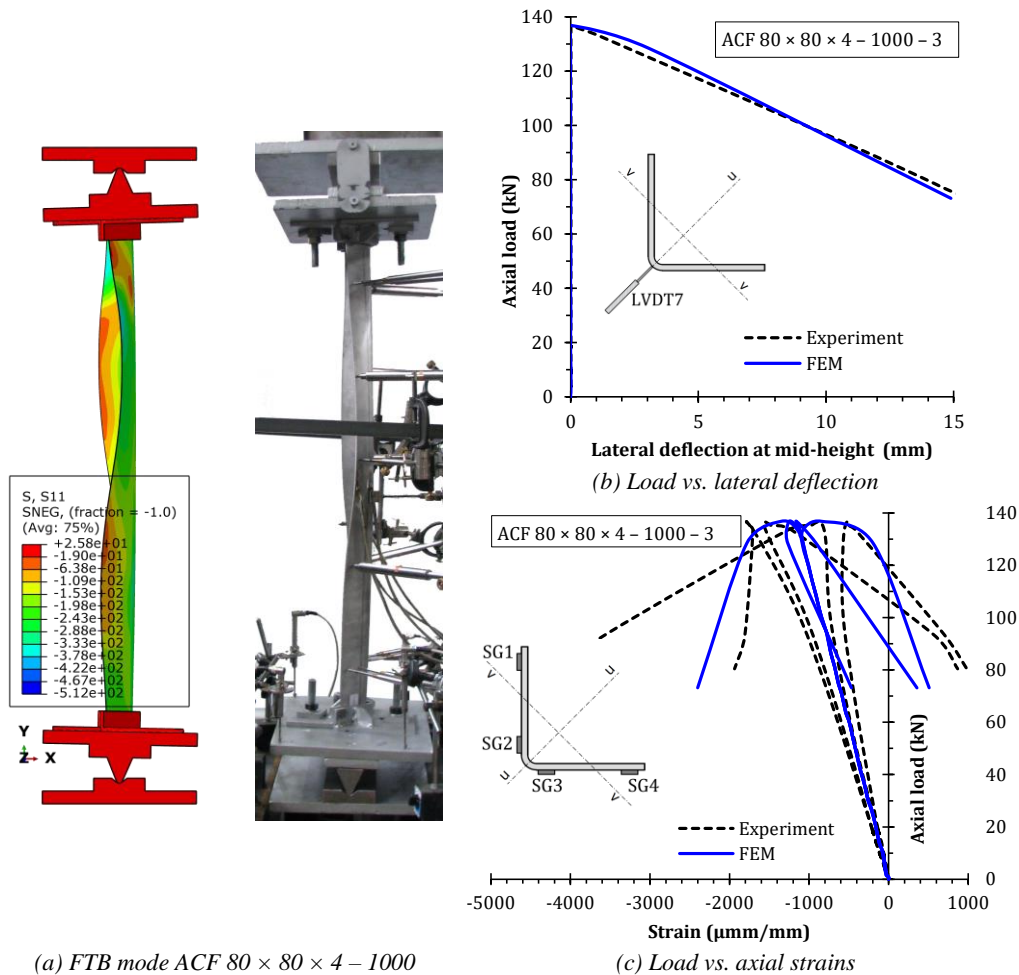 S, S11
SNEG, (fraction = -1.0)
(Avg: 75%)
+2.58e+01
-1.90e+01
-6.38e+01
-1.09e+02
-1.53e+02
-1.98e+02
-2.43e+02
-2.88e+02
-3.33e+02
-3.78e+02
-4.22e+02
-4.67e+02
-5.12e+02
Y
Z X
(a) FTB mode ACF 80 × 80 × 4 – 1000
140
120
100
80
60
40
20
0
Axial load (kN)
ACF 80 × 80 × 4 – 1000 – 3
v
u
v
LVDT7
Experiment
FEM
0 5 10 15
Lateral deflection at mid-height (mm)
(b) Load vs. lateral deflection
ACF 80 × 80 × 4 – 1000 – 3
140
120
100
80
60
40
20
0
Axial load (kN)
SG1
v
u
SG2
u
SG3
v
SG4
Experiment
FEM
-5000 -4000 -3000 -2000 -1000 0 1000
Strain (µmm/mm)
(c) Load vs. axial strains